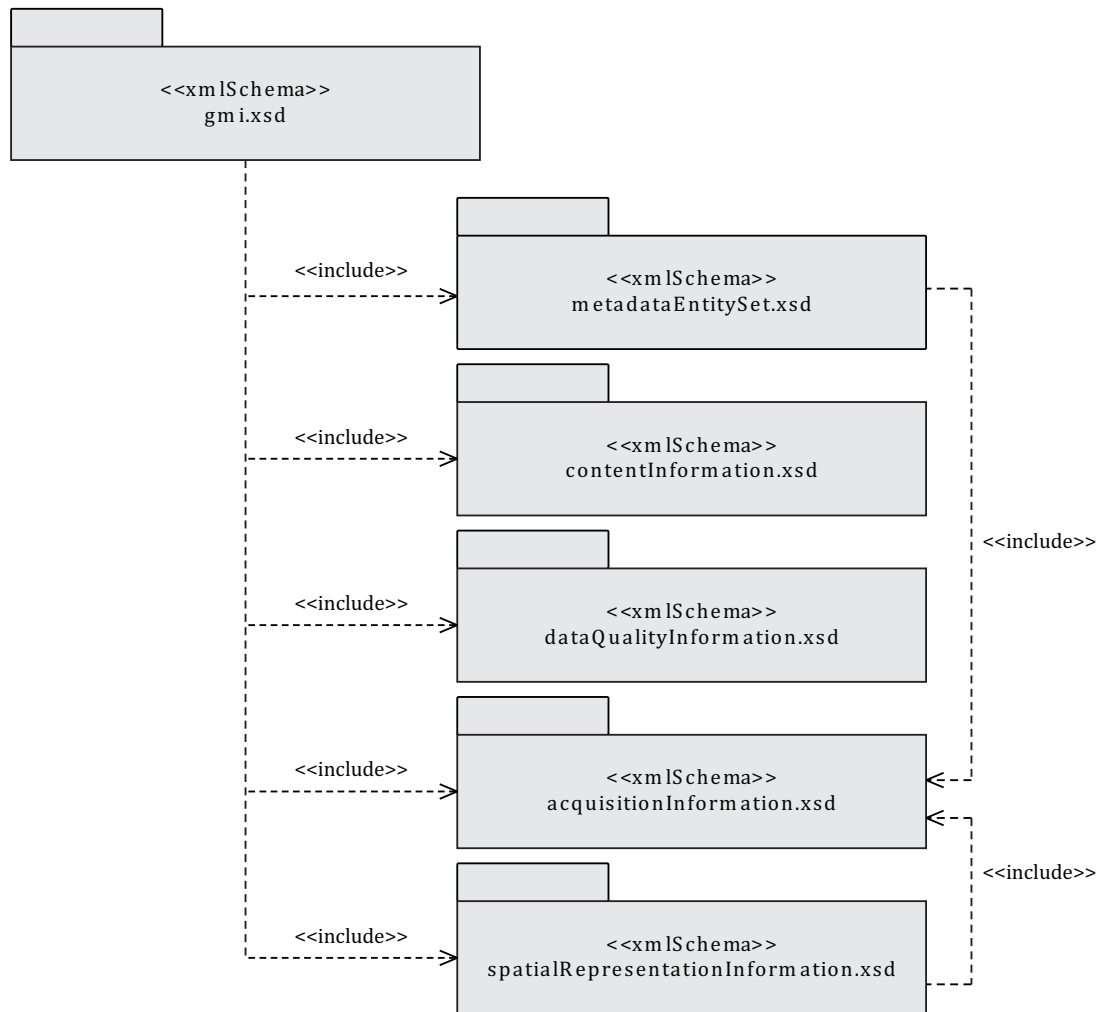 <<xmlSchema>>
gmi.xsd
<<include>>
<<xmlSchema>>
metadataEntitySet.xsd
<<include>>
<<xmlSchema>>
contentInformation.xsd
<<include>>
<<include>>
<<xmlSchema>>
dataQualityInformation.xsd
<<include>>
<<xmlSchema>>
acquisitionInformation.xsd
<<include>>
<<include>>
<<xmlSchema>>
spatialRepresentationInformation.xsd